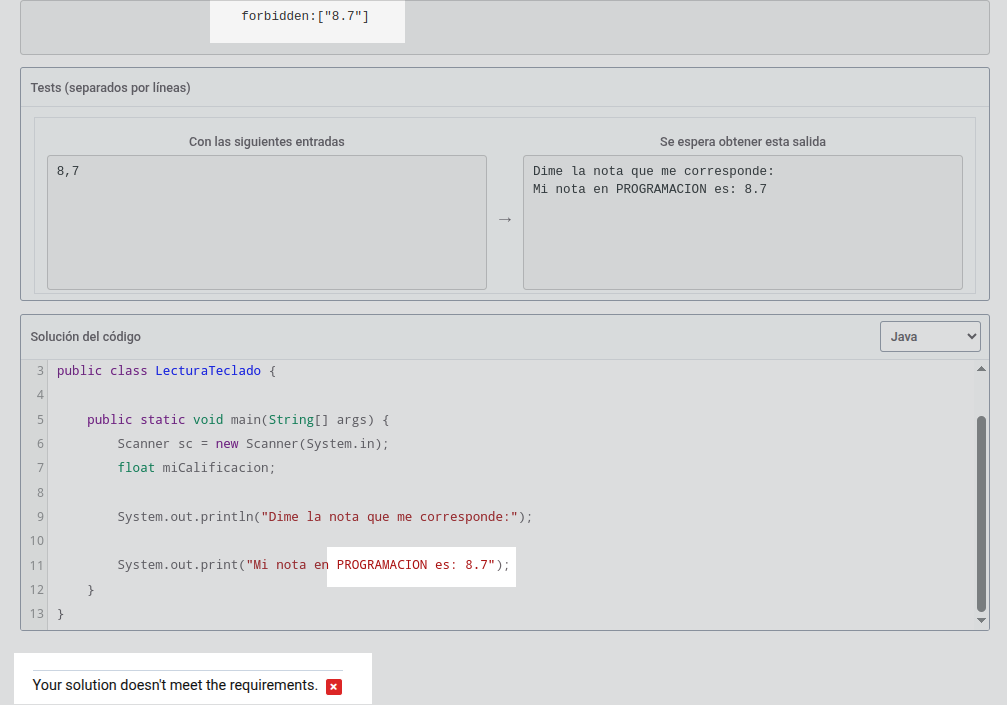 forbidden:["8.7"]
Tests (separados por líneas)
Con las siguientes entradas
Se espera obtener esta salida
8,7
→
Dime la nota que me corresponde:
Mi nota en PROGRAMACION es: 8.7
Solución del código
Java
3 public class LecturaTeclado {
4
5 public static void main(String[] args) {
6 Scanner sc = new Scanner(System.in);
7 float miCalificacion;
8
9 System.out.println("Dime la nota que me corresponde:");
10
11 System.out.print("Mi nota en PROGRAMACION es: 8.7");
12 }
13 }
Your solution doesn't meet the requirements.